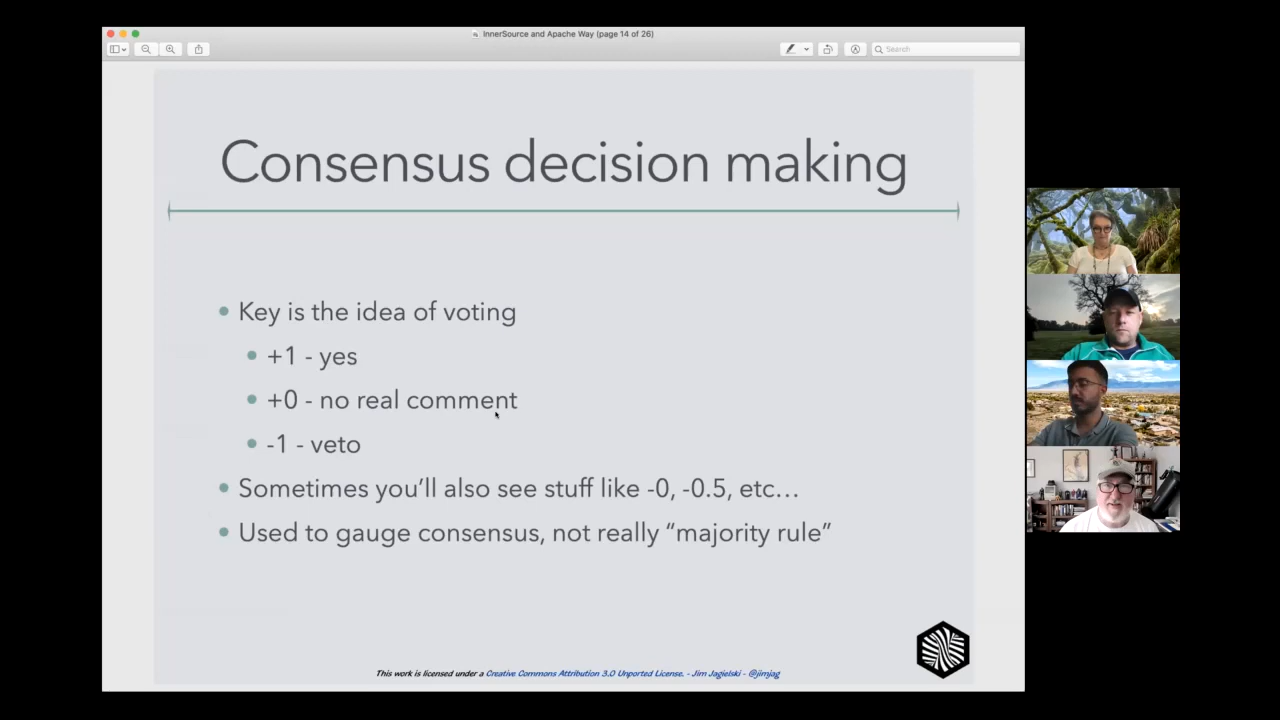 InnerSource and Apache Way (page 14 of 26)
Search
Consensus decision making
Key is the idea of voting
+1 - yes
+0 - no real comment
-1 - veto
Sometimes you’ll also see stuff like -0, -0.5, etc…
Used to gauge consensus, not really “majority rule”
This work is licensed under a Creative Commons Attribution 3.0 Unported License. - Jim Jagielski - @jimjag